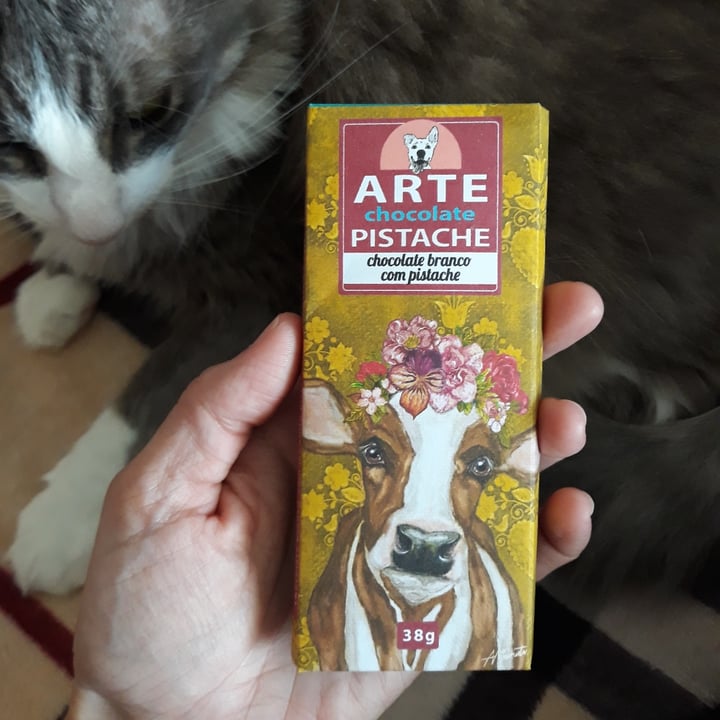 ARTE
chocolate
PISTACHE
chocolate branco
com pistache
38g